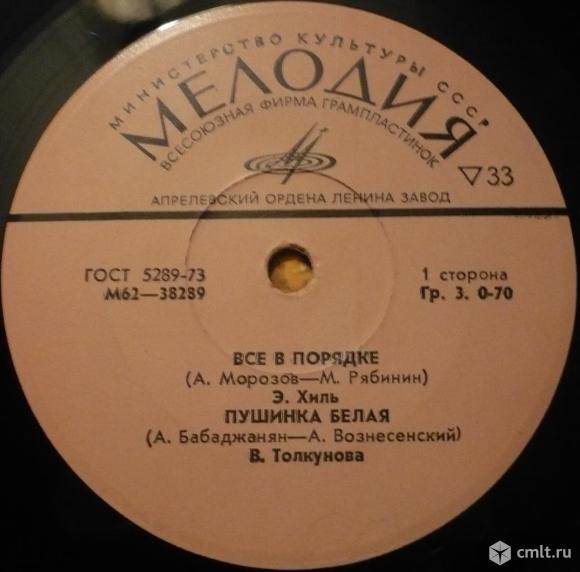 МИНИСТЕРСТВО КУЛЬТУРЫ СССР
МЕЛОДИЯ
ВСЕСОЮЗНАЯ ФИРМА ГРАМПЛАСТИНОК
▽33
АПРЕЛЕВСКИЙ ОРДЕНА ЛЕНИНА ЗАВОД
ГОСТ 5289-73
М62—38289
1 сторона
Гр. 3. 0-70
ВСЕ В ПОРЯДКЕ
(А. Морозов—М. Рябинин)
Э. Хиль
ПУШИНКА БЕЛАЯ
(А. Бабаджанян—А. Вознесенский)
В. Толкунова
cmlt.ru